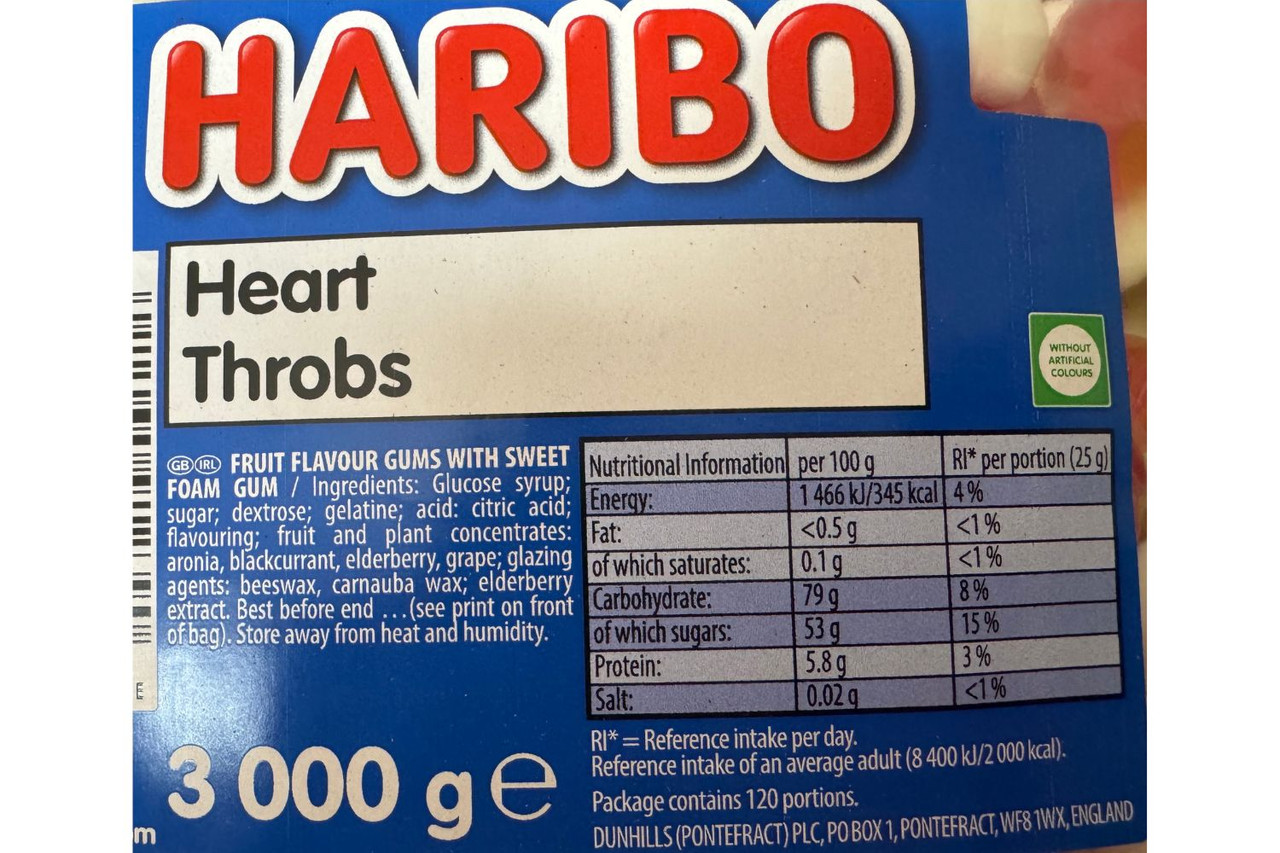 HARIBO
Heart
Throbs
WITHOUT
ARTIFICIAL
COLOURS
GB IRL FRUIT FLAVOUR GUMS WITH SWEET
FOAM GUM / Ingredients: Glucose syrup;
sugar; dextrose; gelatine; acid: citric acid;
flavouring; fruit and plant concentrates:
aronia, blackcurrant, elderberry, grape; glazing
agents: beeswax, carnauba wax; elderberry
extract. Best before end ...(see print on front
of bag). Store away from heat and humidity.
Nutritional Information per 100 g RI* per portion (25 g)
Energy: 1 466 kJ/345 kcal 4%
Fat: <0.5 g <1%
of which saturates: 0.1 g <1%
Carbohydrate: 79 g 8%
of which sugars: 53 g 15%
Protein: 5.8 g 3%
Salt: 0.02 g <1%
E
3 000 g e
m
RI* = Reference intake per day.
Reference intake of an average adult (8 400 kJ/2 000 kcal).
Package contains 120 portions.
DUNHILLS (PONTEFRACT) PLC, PO BOX 1, PONTEFRACT, WF8 1WX, ENGLAND